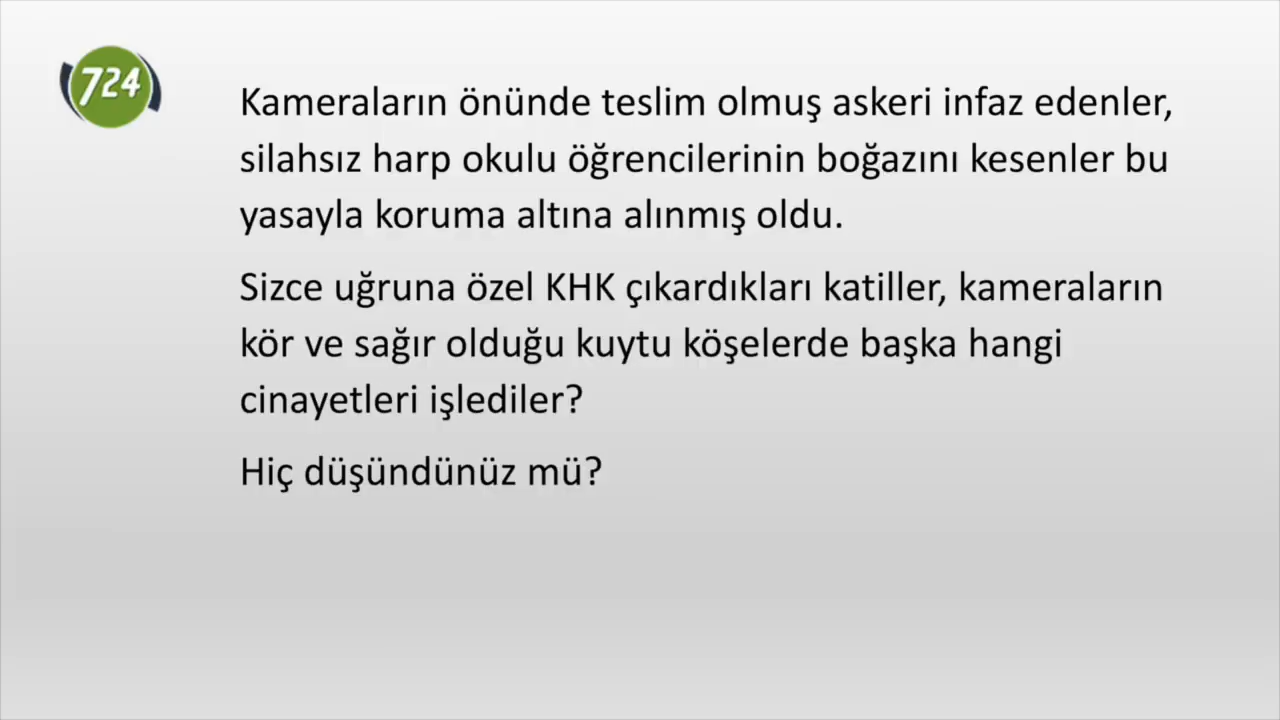 724
Kameraların önünde teslim olmuş askeri infaz edenler,
silahsız harp okulu öğrencilerinin boğazını kesenler bu
yasayla koruma altına alınmış oldu.
Sizce uğruna özel KHK çıkardıkları katiller, kameraların
kör ve sağır olduğu kuytu köşelerde başka hangi
cinayetleri işlediler?
Hiç düşündünüz mü?